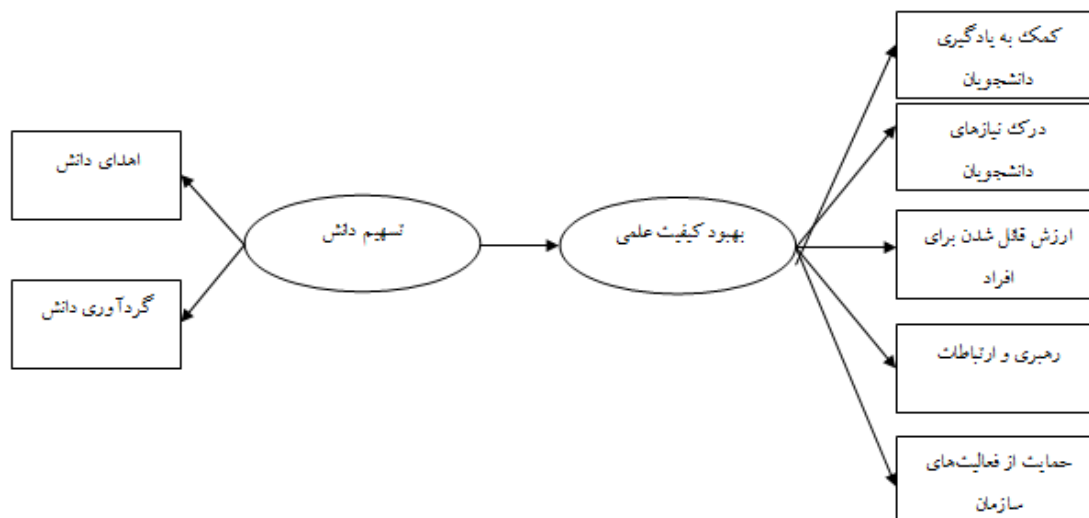 کمک به یادگیری
دانشجویان
درک نیازهای
دانشجویان
ارزش قائل شدن برای
افراد
رهبری و ارتباطات
حمایت از فعالیت‌های
سازمان
بهبود کیفیت علمی
تسهیم دانش
اهدای دانش
گردآوری دانش